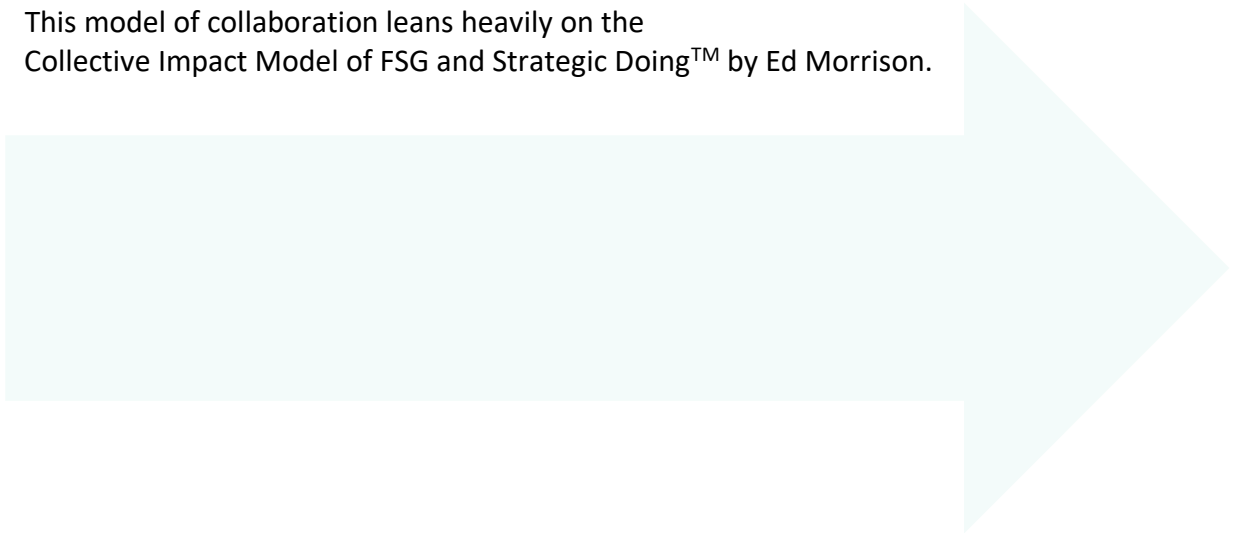 This model of collaboration leans heavily on the
Collective Impact Model of FSG and Strategic Doing™ by Ed Morrison.